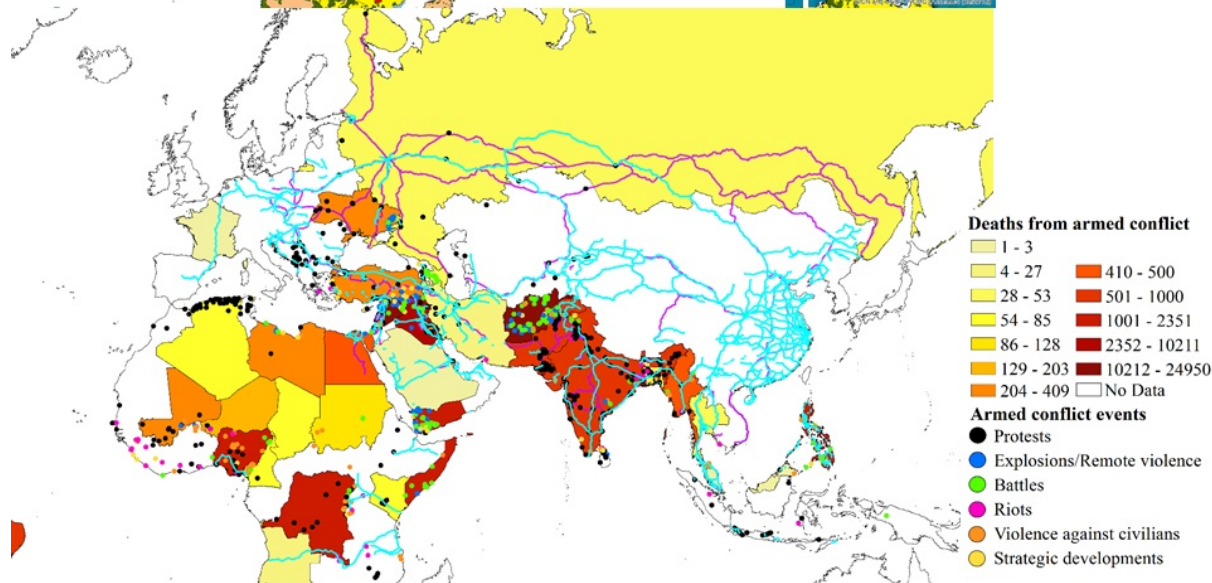 Deaths from armed conflict
1 - 3
4 - 27
28 - 53
54 - 85
86 - 128
129 - 203
204 - 409
410 - 500
501 - 1000
1001 - 2351
2352 - 10211
10212 - 24950
No Data
Armed conflict events
Protests
Explosions/Remote violence
Battles
Riots
Violence against civilians
Strategic developments